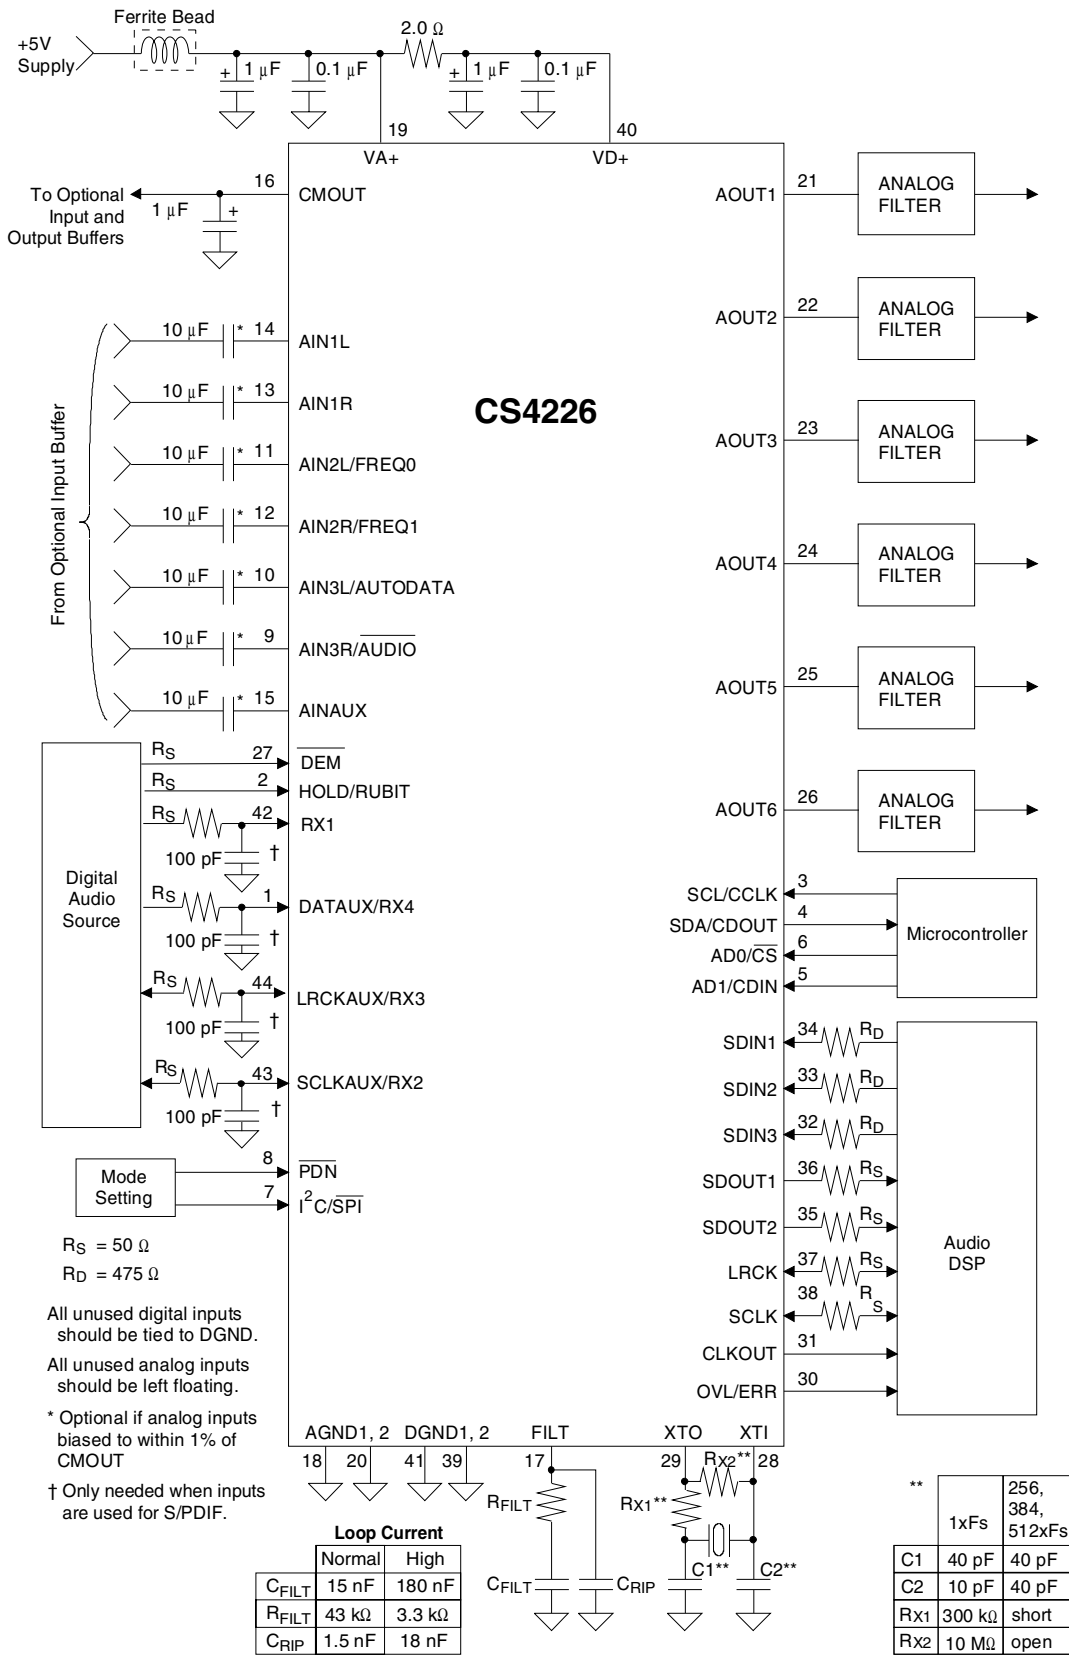 Ferrite Bead
+5V
Supply
2.0 Ω
+ 1 µF
0.1 µF
+ 1 µF
0.1 µF
19
40
VA+
VD+
To Optional
Input and
Output Buffers
16
CMOUT
1 µF +
From Optional Input Buffer
10 µF * 14 AIN1L
10 µF * 13 AIN1R
10 µF * 11 AIN2L/FREQ0
10 µF * 12 AIN2R/FREQ1
10 µF * 10 AIN3L/AUTODATA
10 µF * 9 AIN3R/AUDIO
10 µF * 15 AINAUX
CS4226
AOUT1 21 ANALOG
FILTER
AOUT2 22 ANALOG
FILTER
AOUT3 23 ANALOG
FILTER
AOUT4 24 ANALOG
FILTER
AOUT5 25 ANALOG
FILTER
AOUT6 26 ANALOG
FILTER
Digital
Audio
Source
RS 27 DEM
RS 2 HOLD/RUBIT
RS 42 RX1
100 pF †
RS 1 DATAUX/RX4
100 pF †
RS 44 LRCKAUX/RX3
100 pF †
RS 43 SCLKAUX/RX2
100 pF †
Mode
Setting
8 PDN
7 I2C/SPI
SCL/CCLK 3
SDA/CDOUT 4
AD0/CS 6
AD1/CDIN 5
Microcontroller
SDIN1 34 RD
SDIN2 33 RD
SDIN3 32 RD
SDOUT1 36 RS
SDOUT2 35 RS
LRCK 37 RS
SCLK 38 RS
CLKOUT 31
OVL/ERR 30
Audio
DSP
RS = 50 Ω
RD = 475 Ω
All unused digital inputs
should be tied to DGND.
All unused analog inputs
should be left floating.
* Optional if analog inputs
biased to within 1% of
CMOUT
† Only needed when inputs
are used for S/PDIF.
AGND1, 2 DGND1, 2 FILT XTO XTI
18 20 41 39 17 29 28
RX2**
RX1**
RFILT
CFILT
CRIP
C1**
C2**
Loop Current
Normal High
CFILT 15 nF 180 nF
RFILT 43 kΩ 3.3 kΩ
CRIP 1.5 nF 18 nF
** 1xFs 256,
384,
512xFs
C1 40 pF 40 pF
C2 10 pF 40 pF
RX1 300 kΩ short
RX2 10 MΩ open